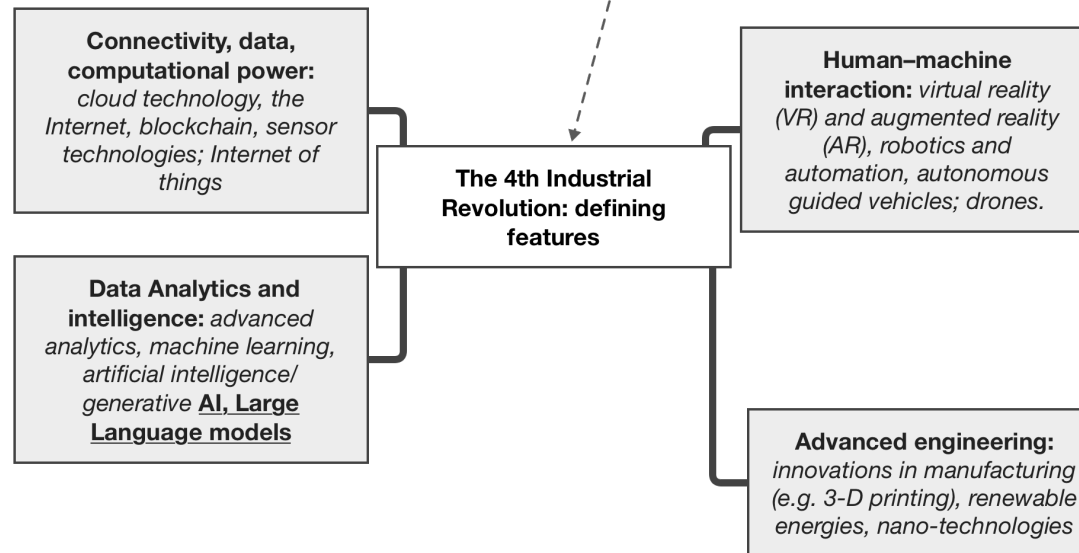 Connectivity, data,
computational power:
cloud technology, the
Internet, blockchain, sensor
technologies; Internet of
things
Human–machine
interaction: virtual reality
(VR) and augmented reality
(AR), robotics and
automation, autonomous
guided vehicles; drones.
The 4th Industrial
Revolution: defining
features
Data Analytics and
intelligence: advanced
analytics, machine learning,
artificial intelligence/
generative AI, Large
Language models
Advanced engineering:
innovations in manufacturing
(e.g. 3-D printing), renewable
energies, nano-technologies